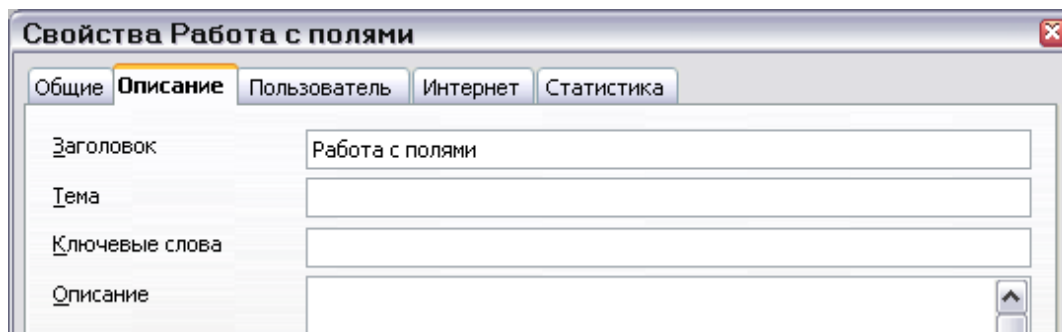 Свойства Работа с полями
Общие Описание Пользователь Интернет Статистика
Заголовок Работа с полями
Тема
Ключевые слова
Описание